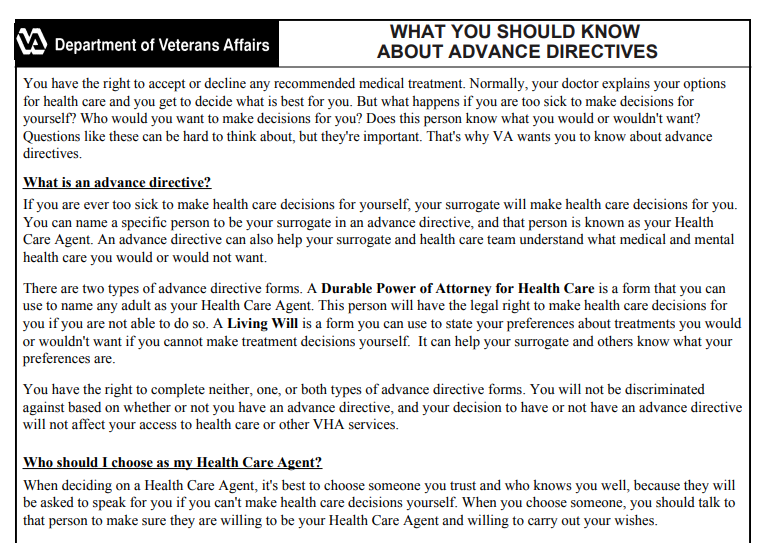 VA Department of Veterans Affairs
WHAT YOU SHOULD KNOW
ABOUT ADVANCE DIRECTIVES
You have the right to accept or decline any recommended medical treatment. Normally, your doctor explains your options
for health care and you get to decide what is best for you. But what happens if you are too sick to make decisions for
yourself? Who would you want to make decisions for you? Does this person know what you would or wouldn't want?
Questions like these can be hard to think about, but they're important. That's why VA wants you to know about advance
directives.
What is an advance directive?
If you are ever too sick to make health care decisions for yourself, your surrogate will make health care decisions for you.
You can name a specific person to be your surrogate in an advance directive, and that person is known as your Health
Care Agent. An advance directive can also help your surrogate and health care team understand what medical and mental
health care you would or would not want.
There are two types of advance directive forms. A Durable Power of Attorney for Health Care is a form that you can
use to name any adult as your Health Care Agent. This person will have the legal right to make health care decisions for
you if you are not able to do so. A Living Will is a form you can use to state your preferences about treatments you would
or wouldn't want if you cannot make treatment decisions yourself. It can help your surrogate and others know what your
preferences are.
You have the right to complete neither, one, or both types of advance directive forms. You will not be discriminated
against based on whether or not you have an advance directive, and your decision to have or not have an advance directive
will not affect your access to health care or other VHA services.
Who should I choose as my Health Care Agent?
When deciding on a Health Care Agent, it's best to choose someone you trust and who knows you well, because they will
be asked to speak for you if you can't make health care decisions yourself. When you choose someone, you should talk to
that person to make sure they are willing to be your Health Care Agent and willing to carry out your wishes.